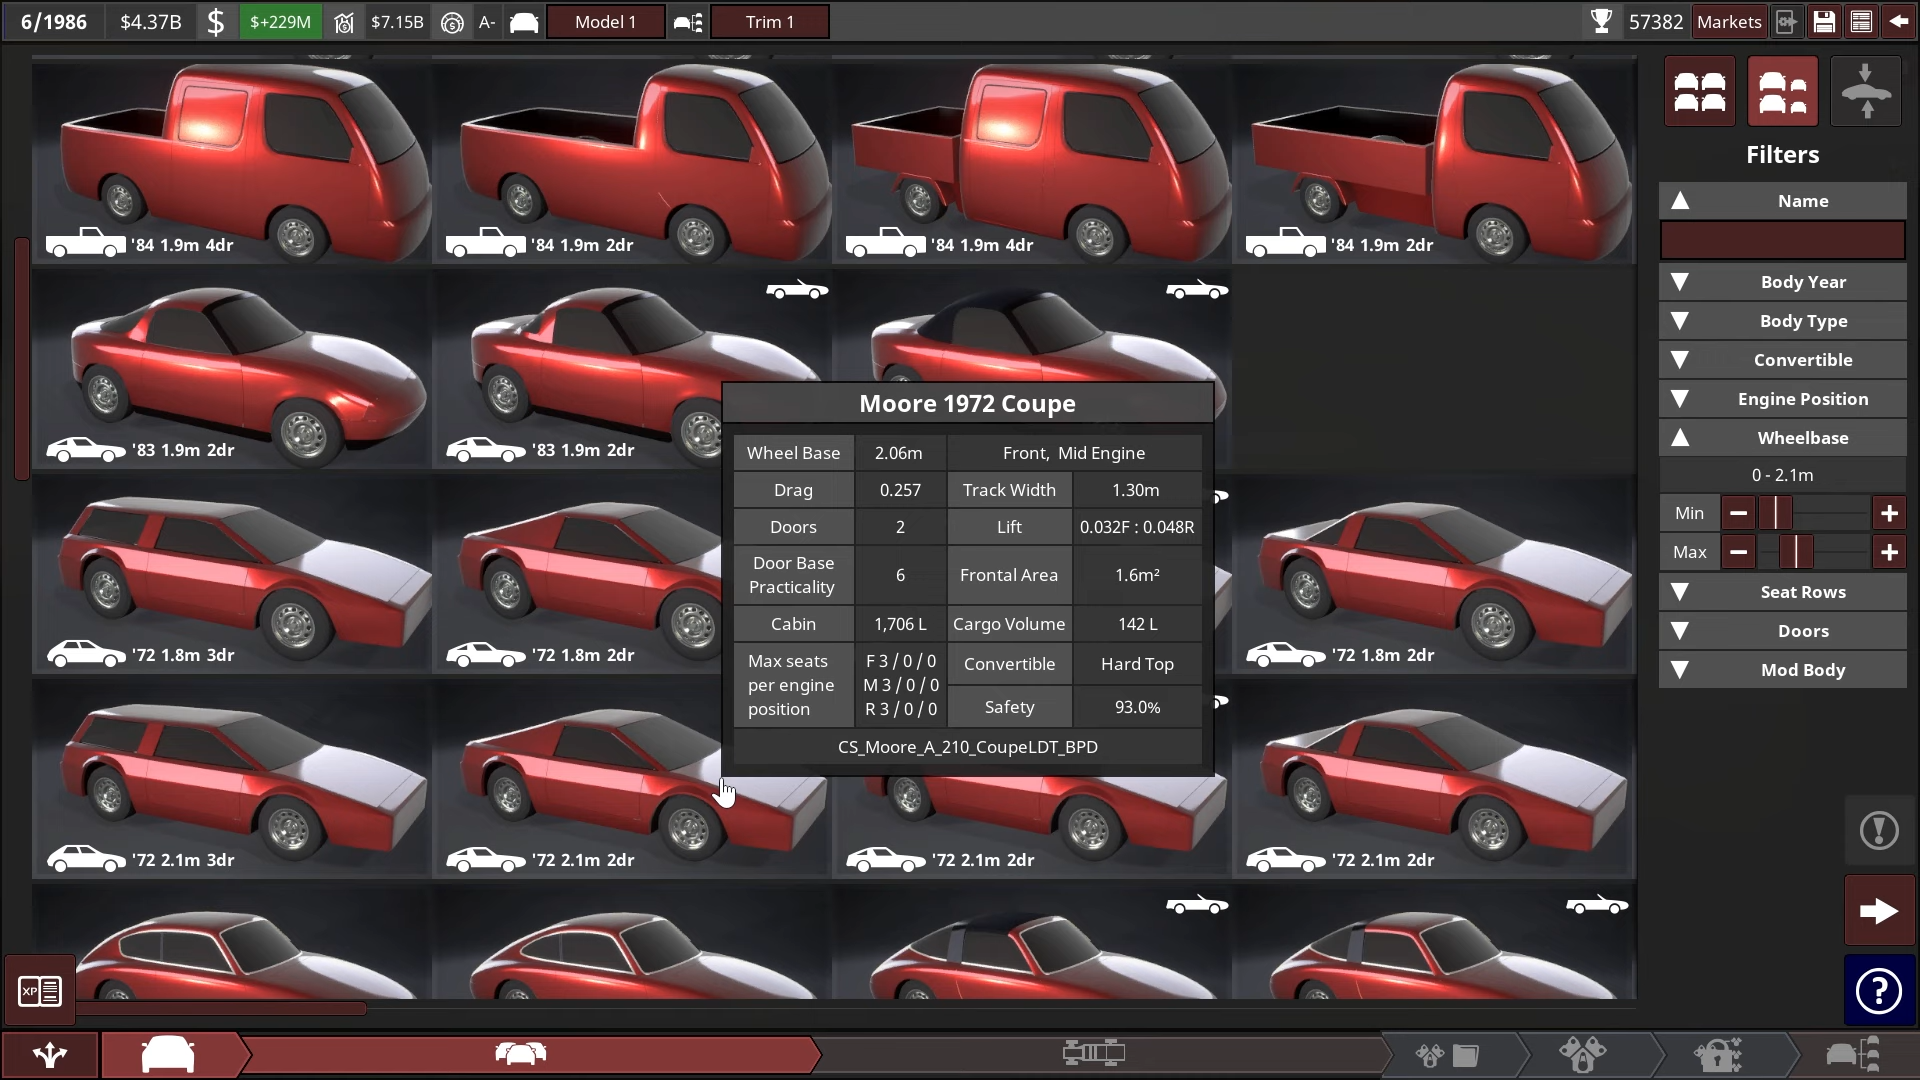 6/1986 $4.37B $ $+229M $7.15B A- Model 1 Trim 1 57382 Markets
Filters
Name
Body Year
Body Type
Convertible
Engine Position
Wheelbase
0 - 2.1m
Min
Max
Seat Rows
Doors
Mod Body
'84 1.9m 4dr
'84 1.9m 2dr
'84 1.9m 4dr
'84 1.9m 2dr
'83 1.9m 2dr
'83 1.9m 2dr
Moore 1972 Coupe
Wheel Base 2.06m Front, Mid Engine
Drag 0.257 Track Width 1.30m
Doors 2 Lift 0.032F : 0.048R
Door Base
Practicality 6 Frontal Area 1.6m²
Cabin 1,706 L Cargo Volume 142 L
Max seats
per engine
position
F 3 / 0 / 0
M 3 / 0 / 0
R 3 / 0 / 0
Convertible Hard Top
Safety 93.0%
CS_Moore_A_210_CoupeLDT_BPD
'72 1.8m 3dr
'72 1.8m 2dr
'72 1.8m 2dr
'72 2.1m 3dr
'72 2.1m 2dr
'72 2.1m 2dr
'72 2.1m 2dr
XP
?